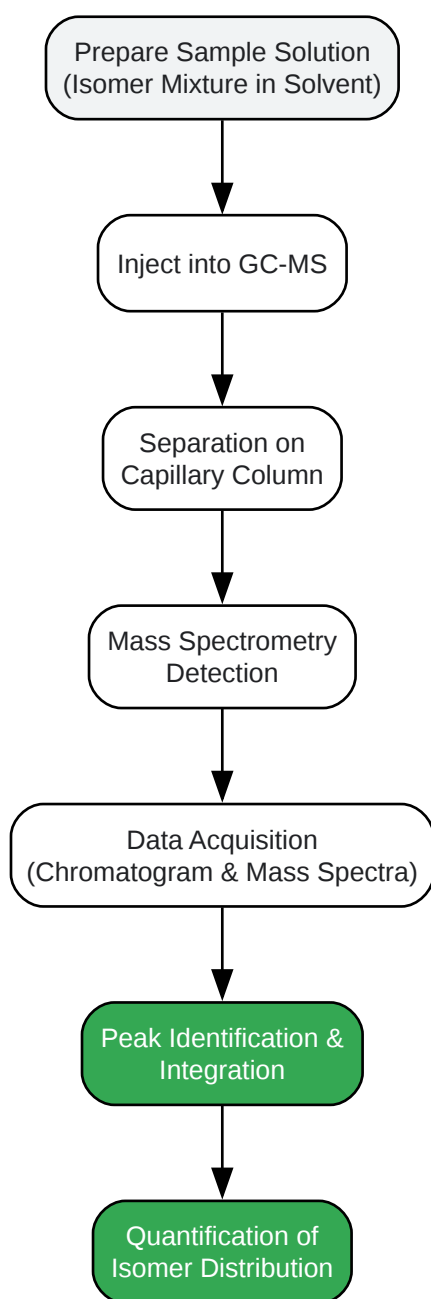 Prepare Sample Solution
(Isomer Mixture in Solvent)
Inject into GC-MS
Separation on
Capillary Column
Mass Spectrometry
Detection
Data Acquisition
(Chromatogram & Mass Spectra)
Peak Identification &
Integration
Quantification of
Isomer Distribution